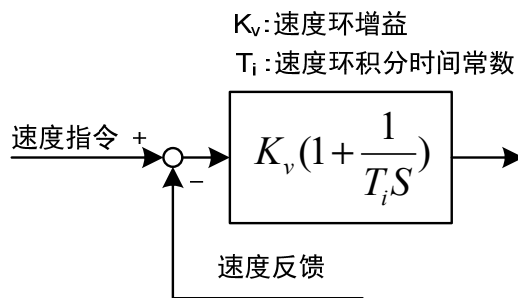 Kv:速度环增益
Ti:速度环积分时间常数
速度指令 +
−
Kv(1+1/TiS)
速度反馈